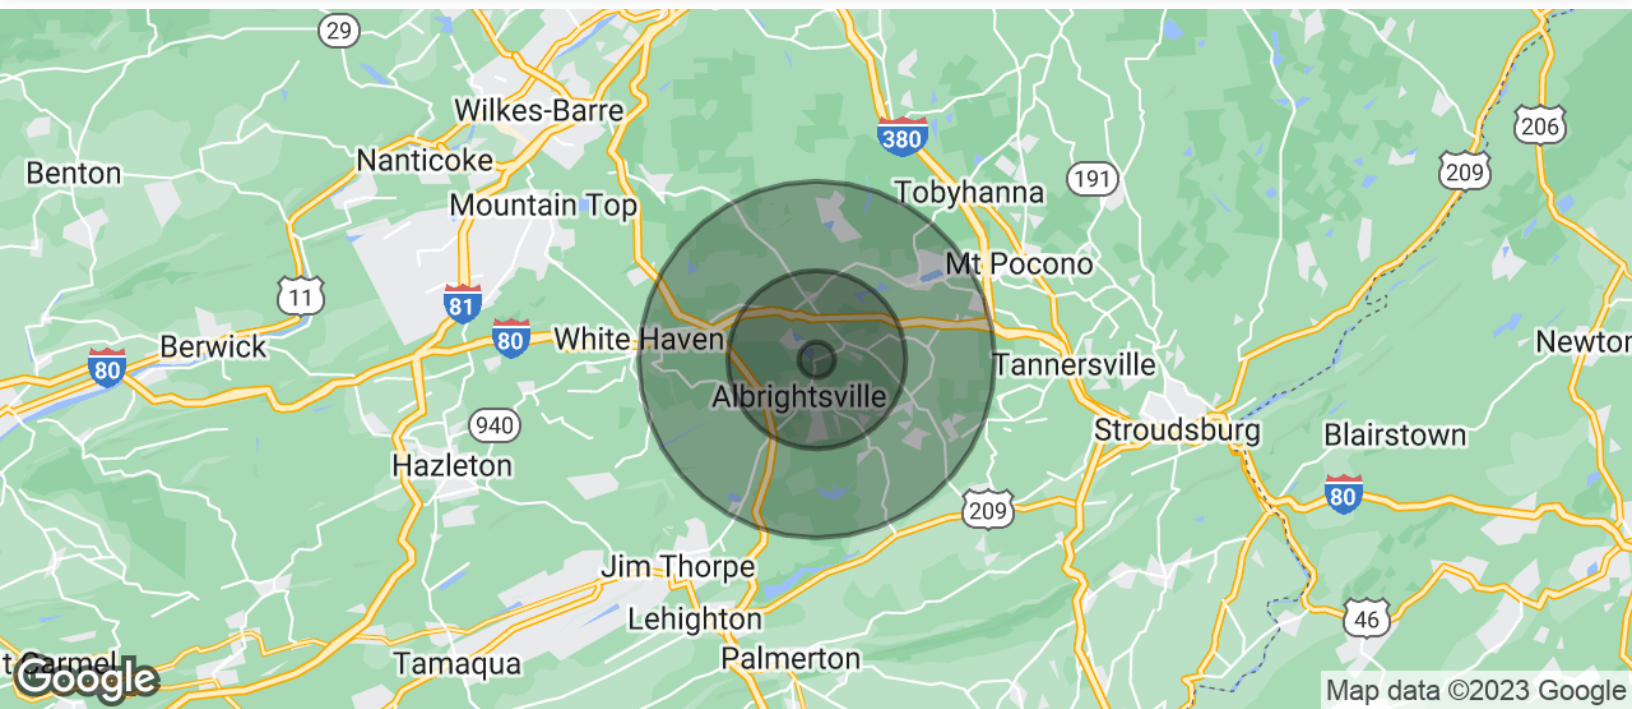 29
Wilkes-Barre
380
206
Nanticoke
Benton
209
191
Tobyhanna
Mountain Top
Mt Pocono
11
81
80
White Haven
Berwick
Newton
80
Tannersville
Albrightsville
940
Stroudsburg
Blairstown
Hazleton
80
209
Jim Thorpe
Lehighton
46
t Carmel
Tamaqua
Palmerton
Google
Map data ©2023 Google